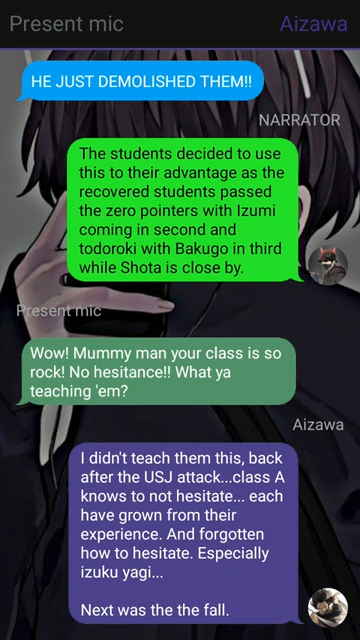 Present mic
Aizawa
HE JUST DEMOLISHED THEM!!
NARRATOR
The students decided to use
this to their advantage as the
recovered students passed
the zero pointers with Izumi
coming in second and
todoroki with Bakugo in third
while Shota is close by.
Present mic
Wow! Mummy man your class is so
rock! No hesitance!! What ya
teaching 'em?
Aizawa
I didn't teach them this, back
after the USJ attack...class A
knows to not hesitate... each
have grown from their
experience. And forgotten
how to hesitate. Especially
izuku yagi...
Next was the the fall.